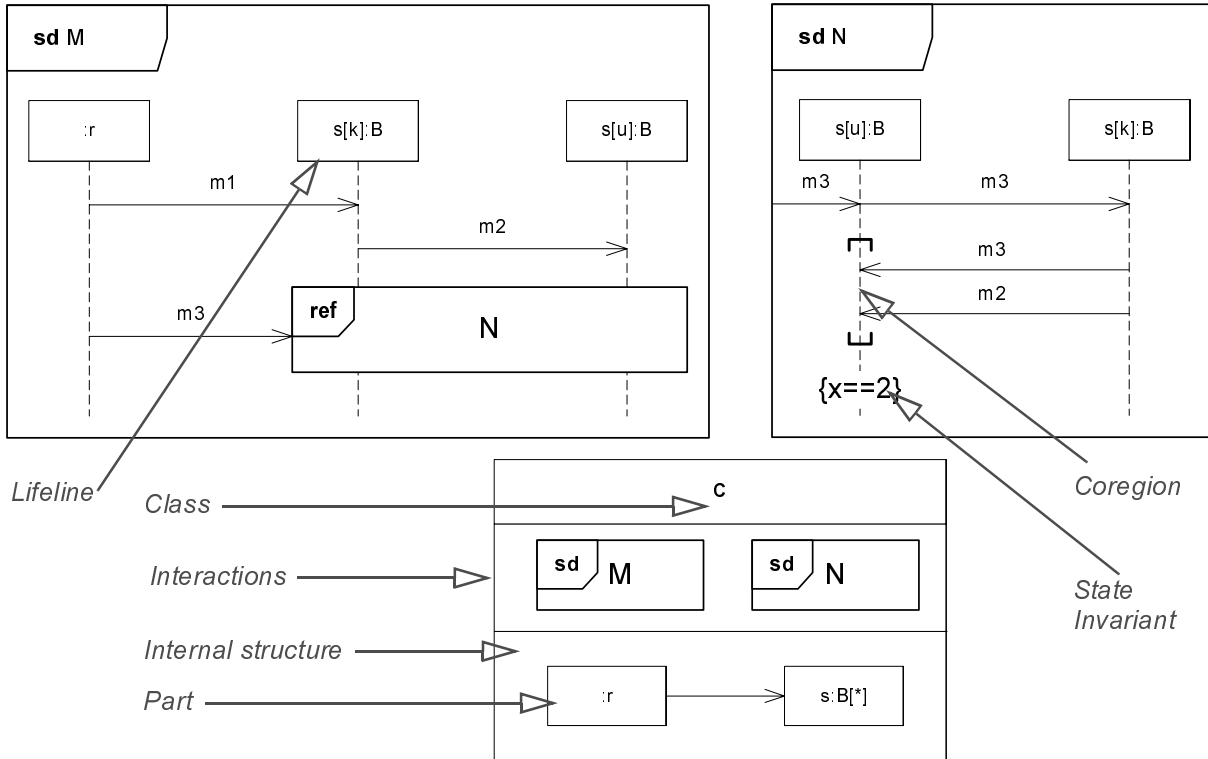 sd M
:r
s[k]:B
s[u]:B
m1
m2
m3
ref
N
sd N
s[u]:B
s[k]:B
m3
m3
m3
m2
{x==2}
Lifeline
Coregion
State
Invariant
Class
C
Interactions
sd M
sd N
Internal structure
Part
:r
s:B[*]